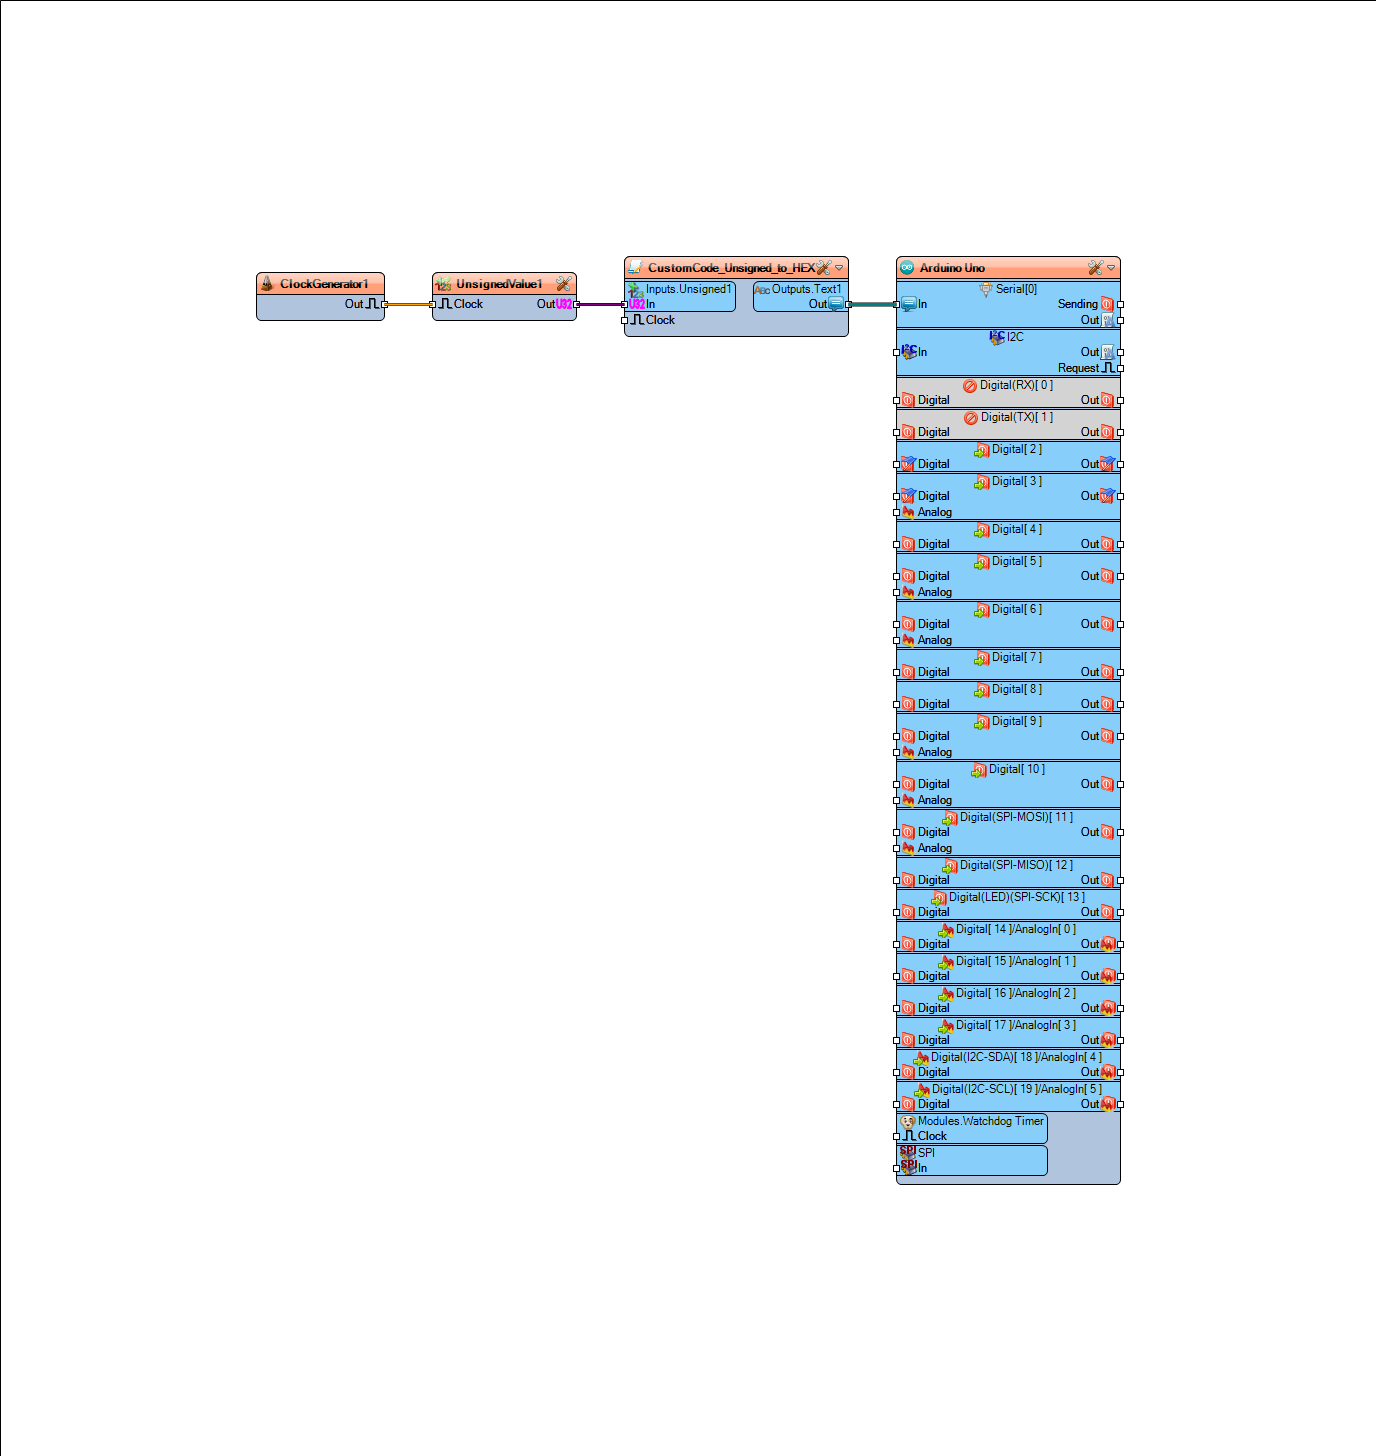 ClockGenerator1
Out
UnsignedValue1
Clock
Out U32
CustomCode_Unsigned_to_HEX
Inputs.Unsigned1
U32 In
Clock
Outputs.Text1
Out
Arduino Uno
Serial[0]
In
Sending
Out
I2C
In
Out
Request
Digital(RX)[ 0 ]
Digital
Out
Digital(TX)[ 1 ]
Digital
Out
Digital[ 2 ]
Digital
Out
Digital[ 3 ]
Digital
Out
Analog
Digital[ 4 ]
Digital
Out
Digital[ 5 ]
Digital
Out
Analog
Digital[ 6 ]
Digital
Out
Analog
Digital[ 7 ]
Digital
Out
Digital[ 8 ]
Digital
Out
Digital[ 9 ]
Digital
Out
Analog
Digital[ 10 ]
Digital
Out
Analog
Digital(SPI-MOSI)[ 11 ]
Digital
Out
Analog
Digital(SPI-MISO)[ 12 ]
Digital
Out
Digital(LED)(SPI-SCK)[ 13 ]
Digital
Out
Digital[ 14 ]/AnalogIn[ 0 ]
Digital
Out
Digital[ 15 ]/AnalogIn[ 1 ]
Digital
Out
Digital[ 16 ]/AnalogIn[ 2 ]
Digital
Out
Digital[ 17 ]/AnalogIn[ 3 ]
Digital
Out
Digital(I2C-SDA)[ 18 ]/AnalogIn[ 4 ]
Digital
Out
Digital(I2C-SCL)[ 19 ]/AnalogIn[ 5 ]
Digital
Out
Modules.Watchdog Timer
Clock
SPI
In